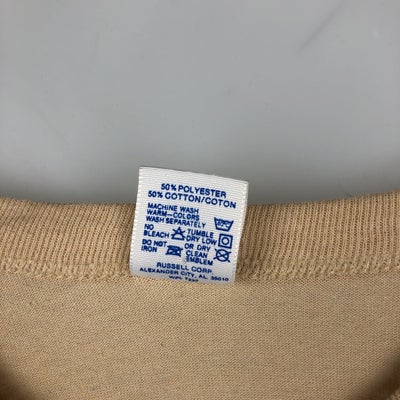 50% POLYESTER
50% COTTON/COTON
MACHINE WASH
WARM-COLORS
WASH SEPARATELY
NO BLEACH TUMBLE DRY LOW
DO NOT IRON OR DRY CLEAN EMBLEM
RUSSELL CORP.
ALEXANDER CITY, AL. 35010